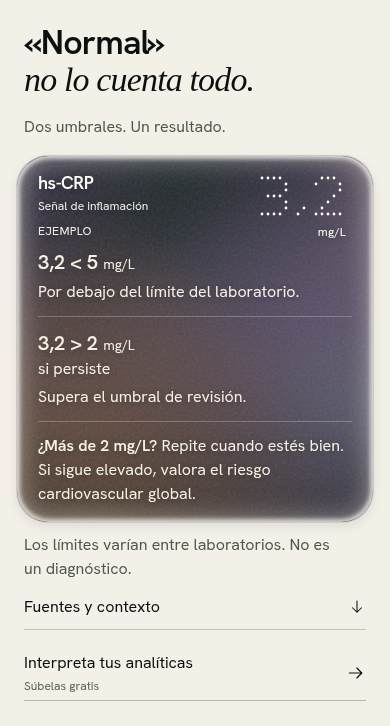 «Normal»
no lo cuenta todo.
Dos umbrales. Un resultado.
hs-CRP
3.2
Señal de inflamación
mg/L
EJEMPLO
3,2 < 5 mg/L
Por debajo del límite del laboratorio.
3,2 > 2 mg/L
si persiste
Supera el umbral de revisión.
¿Más de 2 mg/L? Repite cuando estés bien.
Si sigue elevado, valora el riesgo
cardiovascular global.
Los límites varían entre laboratorios. No es
un diagnóstico.
Fuentes y contexto ↓
Interpreta tus analíticas →
Súbelas gratis